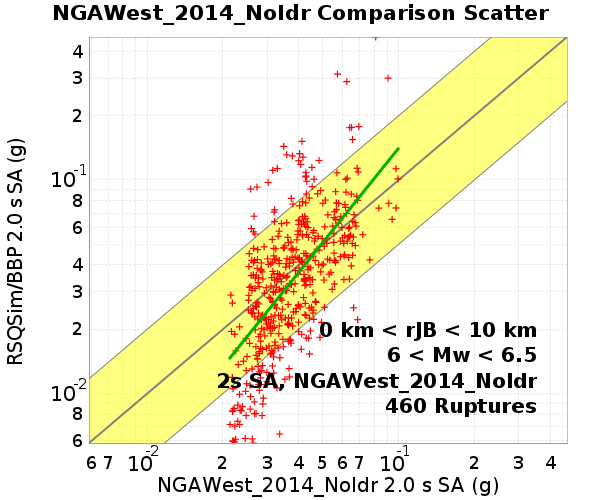 NGAWest_2014_NoIdr Comparison Scatter
4
3
2
10⁻¹
8
6
4
3
2
10⁻²
8
6
RSQSim/BBP 2.0 s SA (g)
0 km < rJB < 10 km
6 < Mw < 6.5
2s SA, NGAWest_2014_NoIdr
460 Ruptures
6 7 10⁻² 2 3 4 5 6 7 10⁻¹ 2 3 4
NGAWest_2014_NoIdr 2.0 s SA (g)